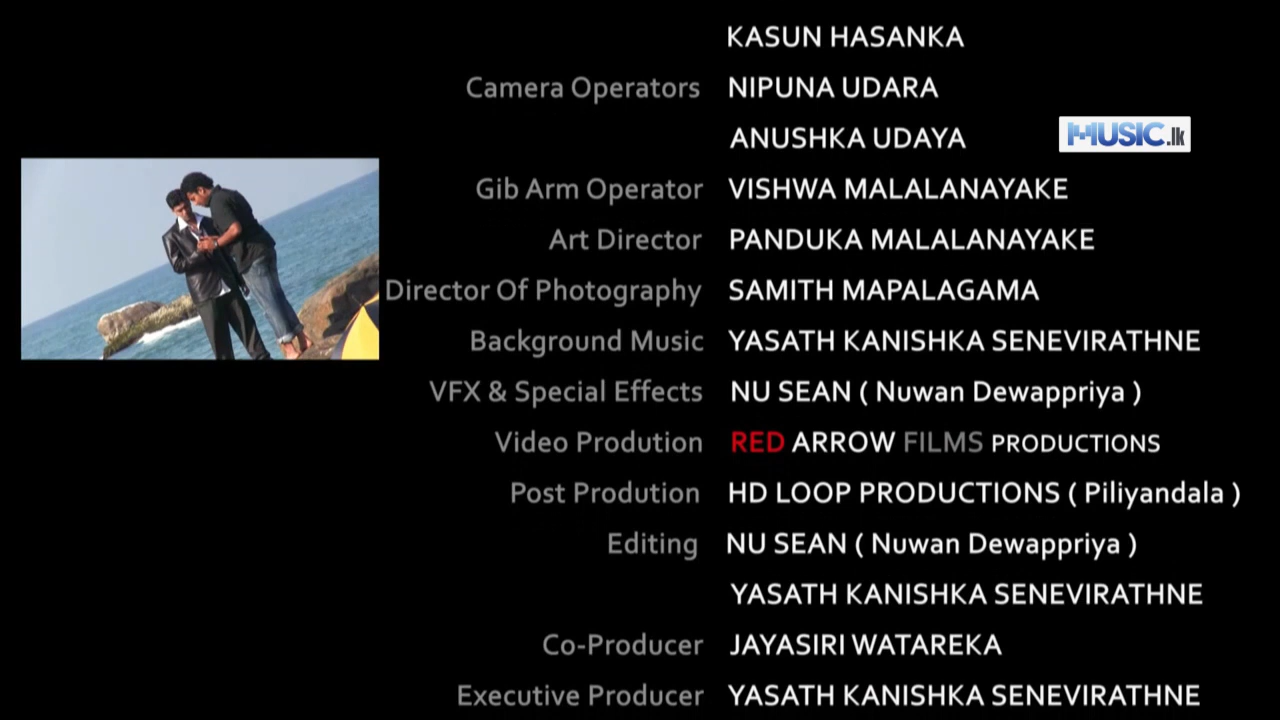 KASUN HASANKA
Camera Operators NIPUNA UDARA
ANUSHKA UDAYA
MUSIC.lk
Gib Arm Operator VISHWA MALALANAYAKE
Art Director PANDUKA MALALANAYAKE
Director Of Photography SAMITH MAPALAGAMA
Background Music YASATH KANISHKA SENEVIRATHNE
VFX & Special Effects NU SEAN ( Nuwan Dewappriya )
Video Prodution RED ARROW FILMS PRODUCTIONS
Post Prodution HD LOOP PRODUCTIONS ( Piliyandala )
Editing NU SEAN ( Nuwan Dewappriya )
YASATH KANISHKA SENEVIRATHNE
Co-Producer JAYASIRI WATAREKA
Executive Producer YASATH KANISHKA SENEVIRATHNE